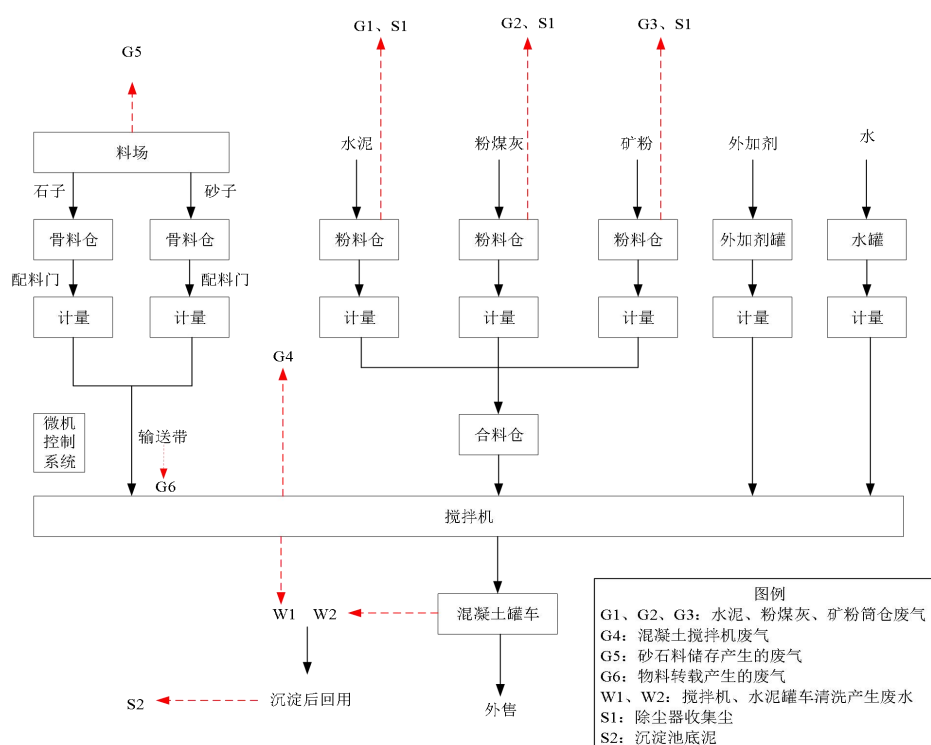 G1、S1
G2、S1
G3、S1
G5
水泥
粉煤灰
矿粉
外加剂
水
料场
石子
砂子
骨料仓
骨料仓
粉料仓
粉料仓
粉料仓
外加剂罐
水罐
配料门
配料门
计量
计量
计量
计量
计量
计量
计量
G4
微机
控制
系统
输送带
合料仓
G6
搅拌机
W1
W2
混凝土罐车
S2
沉淀后回用
外售
图例
G1、G2、G3：水泥、粉煤灰、矿粉筒仓废气
G4：混凝土搅拌机废气
G5：砂石料储存产生的废气
G6：物料转载产生的废气
W1、W2：搅拌机、水泥罐车清洗产生废水
S1：除尘器收集尘
S2：沉淀池底泥